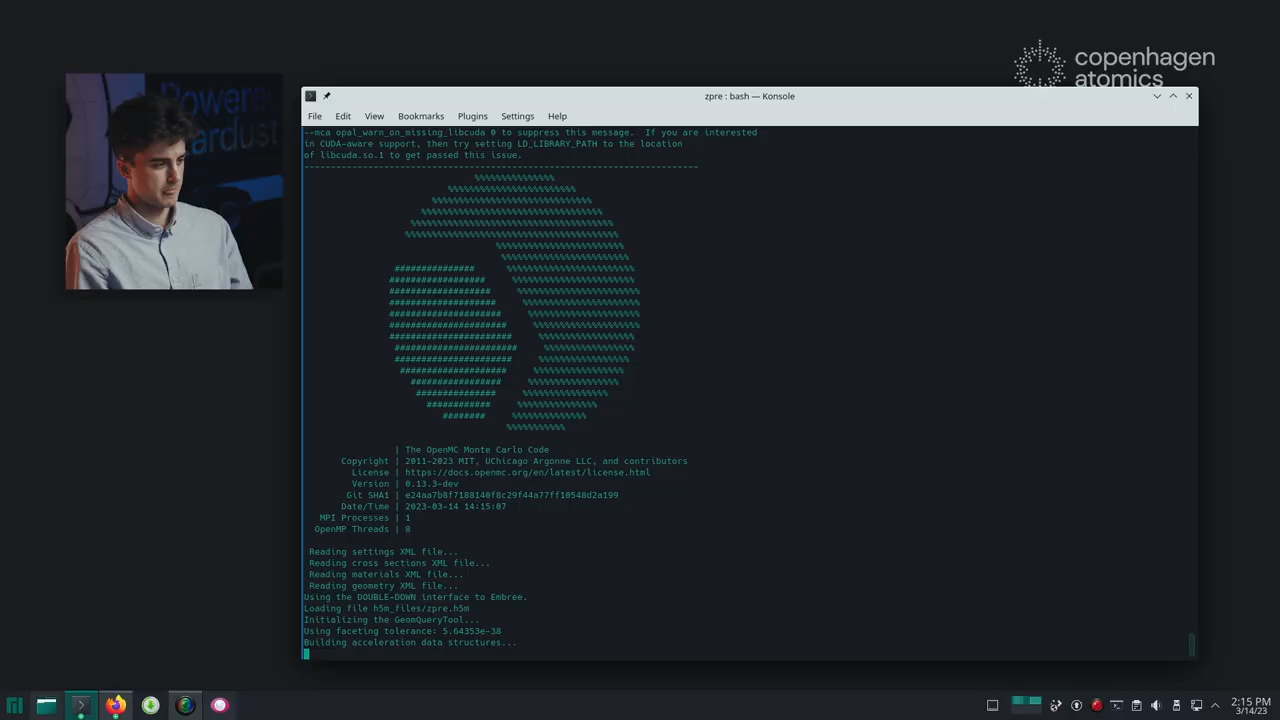 Powere
ardust
copenhagen
atomics
zpre : bash — Konsole
File Edit View Bookmarks Plugins Settings Help
--mca opal_warn_on_missing_libcuda 0 to suppress this message.  If you are interested
in CUDA-aware support, then try setting LD_LIBRARY_PATH to the location
of libcuda.so.1 to get passed this issue.
| The OpenMC Monte Carlo Code
Copyright | 2011-2023 MIT, UChicago Argonne LLC, and contributors
License | https://docs.openmc.org/en/latest/license.html
Version | 0.13.3-dev
Git SHA1 | e24aa7b8f7188140f8c29f44a77ff10548d2a199
Date/Time | 2023-03-14 14:15:07
MPI Processes | 1
OpenMP Threads | 8
Reading settings XML file...
Reading cross sections XML file...
Reading materials XML file...
Reading geometry XML file...
Using the DOUBLE-DOWN interface to Embree.
Loading file h5m_files/zpre.h5m
Initializing the GeomQueryTool...
Using faceting tolerance: 5.64353e-38
Building acceleration data structures...
2:15 PM
3/14/23